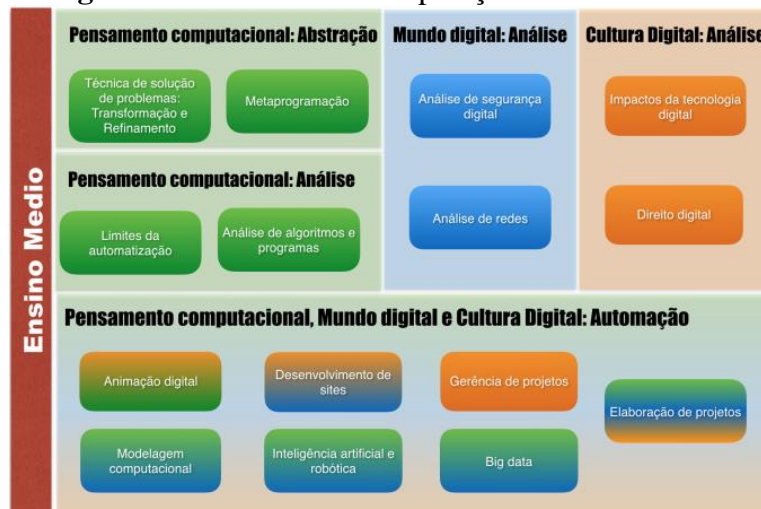 Ensino Medio
Pensamento computacional: Abstração
Técnica de solução
de problemas:
Transformação e
Refinamento
Metaprogramação
Pensamento computacional: Análise
Limites da
automatização
Análise de algoritmos e
programas
Mundo digital: Análise
Análise de segurança
digital
Análise de redes
Cultura Digital: Análise
Impactos da tecnologia
digital
Direito digital
Pensamento computacional, Mundo digital e Cultura Digital: Automação
Animação digital
Desenvolvimento de
sites
Gerência de projetos
Elaboração de projetos
Modelagem
computacional
Inteligência artificial e
robótica
Big data